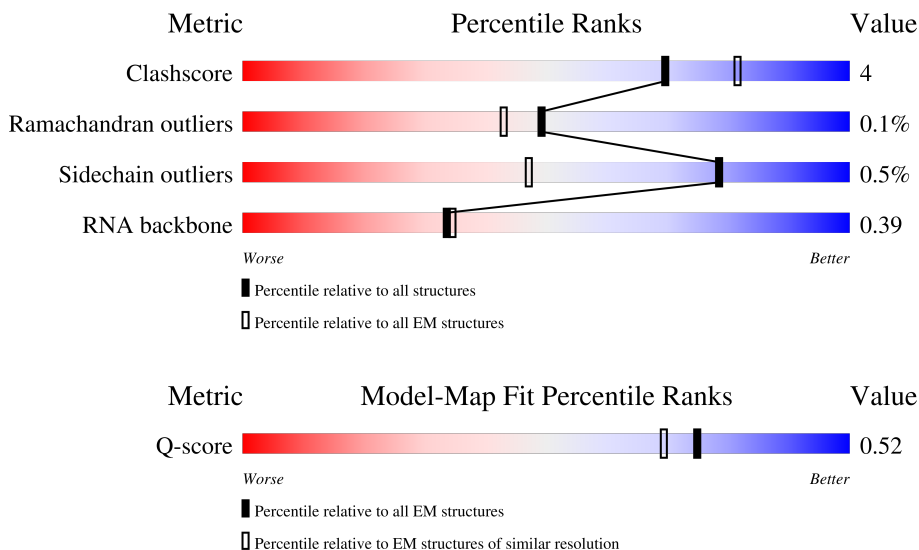 Metric Percentile Ranks Value
Clashscore 4
Ramachandran outliers 0.1%
Sidechain outliers 0.5%
RNA backbone 0.39
Worse Better
Percentile relative to all structures
Percentile relative to all EM structures
Metric Model-Map Fit Percentile Ranks Value
Q-score 0.52
Worse Better
Percentile relative to all EM structures
Percentile relative to EM structures of similar resolution